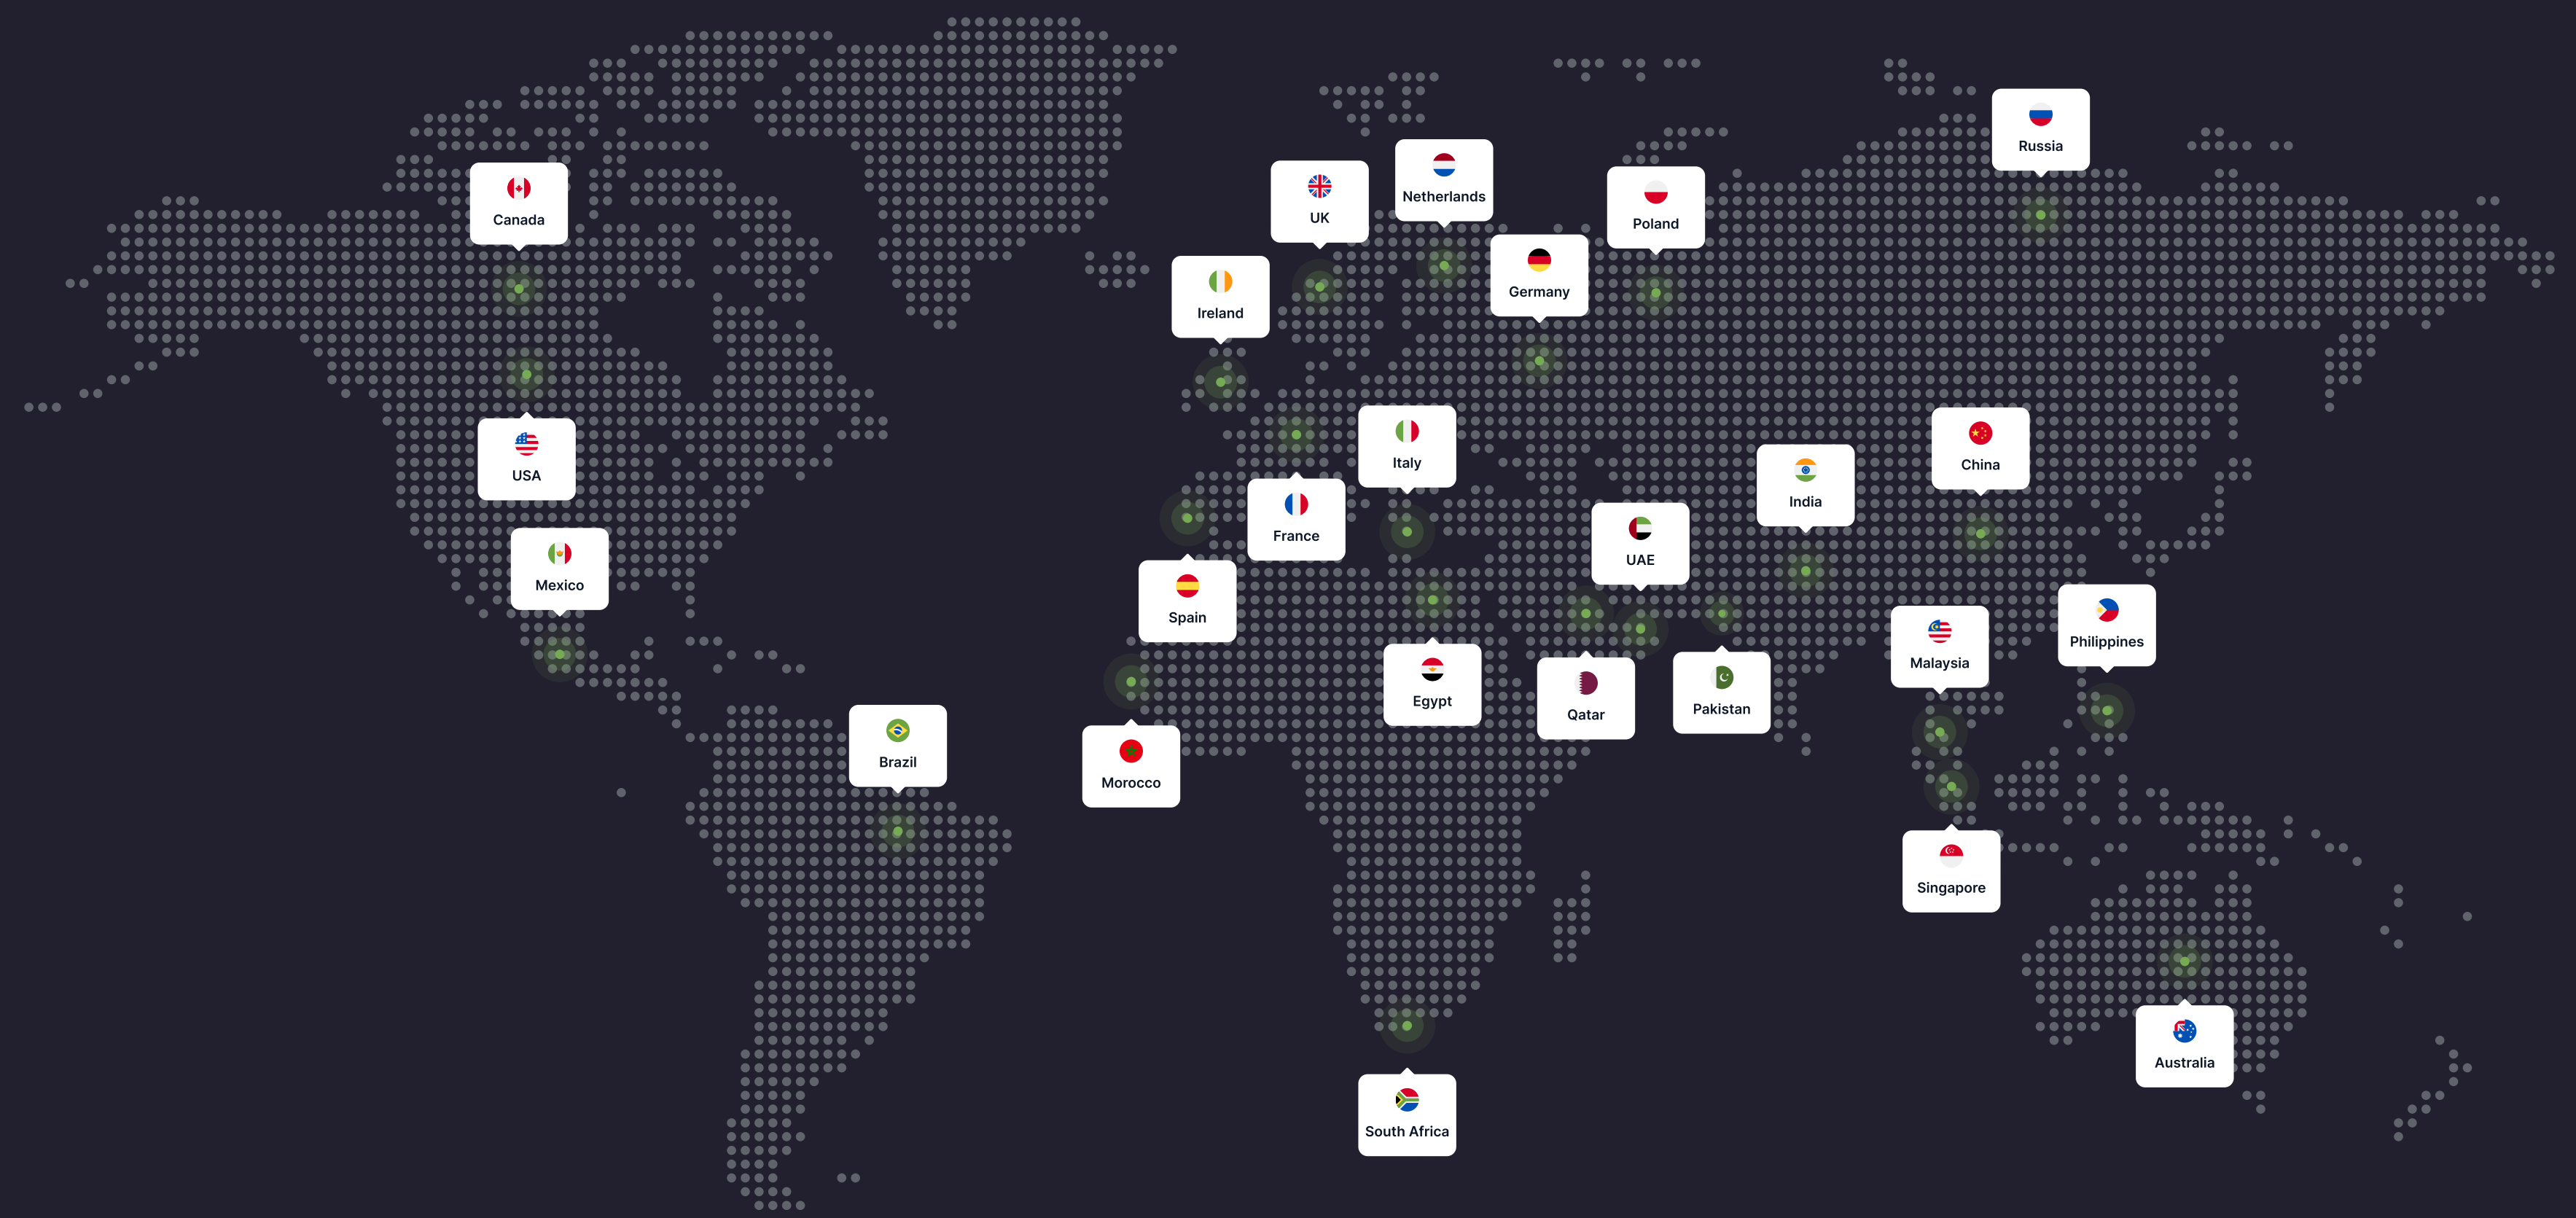 Russia
Canada
UK
Netherlands
Poland
Ireland
Germany
USA
Italy
India
China
France
Mexico
UAE
Spain
Egypt
Qatar
Pakistan
Malaysia
Philippines
Brazil
Morocco
Singapore
Australia
South Africa